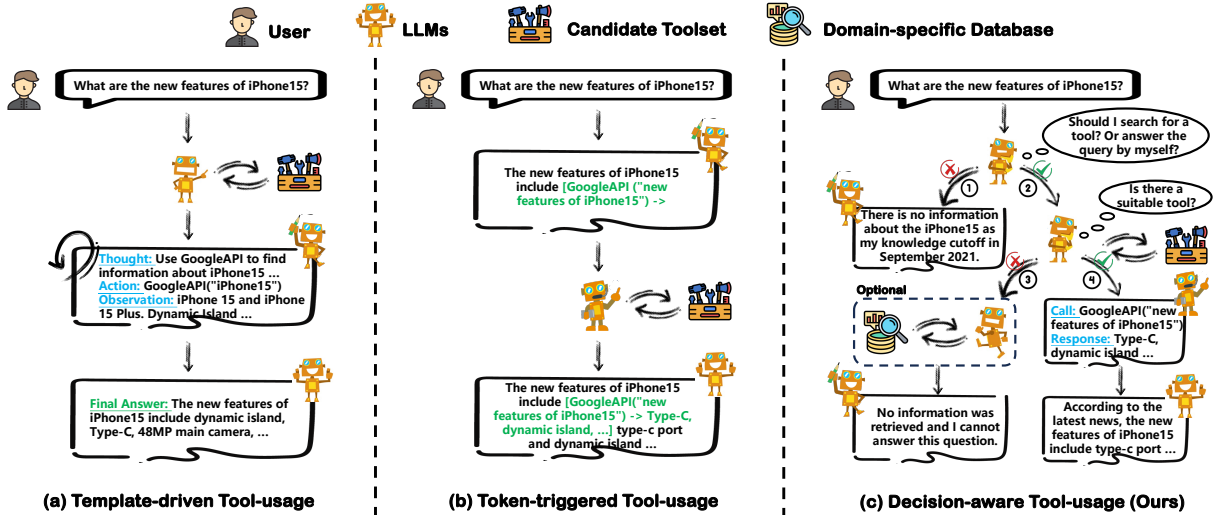 User
LLMs
Candidate Toolset
Domain-specific Database
What are the new features of iPhone15?
Thought: Use GoogleAPI to find
information about iPhone15 ...
Action: GoogleAPI("iPhone15")
Observation: iPhone 15 and iPhone
15 Plus. Dynamic Island ...
Final Answer: The new features of
iPhone15 include dynamic island,
Type-C, 48MP main camera, ...
(a) Template-driven Tool-usage
What are the new features of iPhone15?
The new features of iPhone15
include [GoogleAPI ("new
features of iPhone15") ->
The new features of iPhone15
include [GoogleAPI("new
features of iPhone15") -> Type-C,
dynamic island, ...] type-c port
and dynamic island ...
(b) Token-triggered Tool-usage
What are the new features of iPhone15?
Should I search for a
tool? Or answer the
query by myself?
1
2
There is no information
about the iPhone15 as
my knowledge cutoff in
September 2021.
Is there a
suitable tool?
3
4
Optional
Call: GoogleAPI("new
features of iPhone15")
Response: Type-C,
dynamic island ...
No information was
retrieved and I cannot
answer this question.
According to the
latest news, the new
features of iPhone15
include type-c port ...
(c) Decision-aware Tool-usage (Ours)